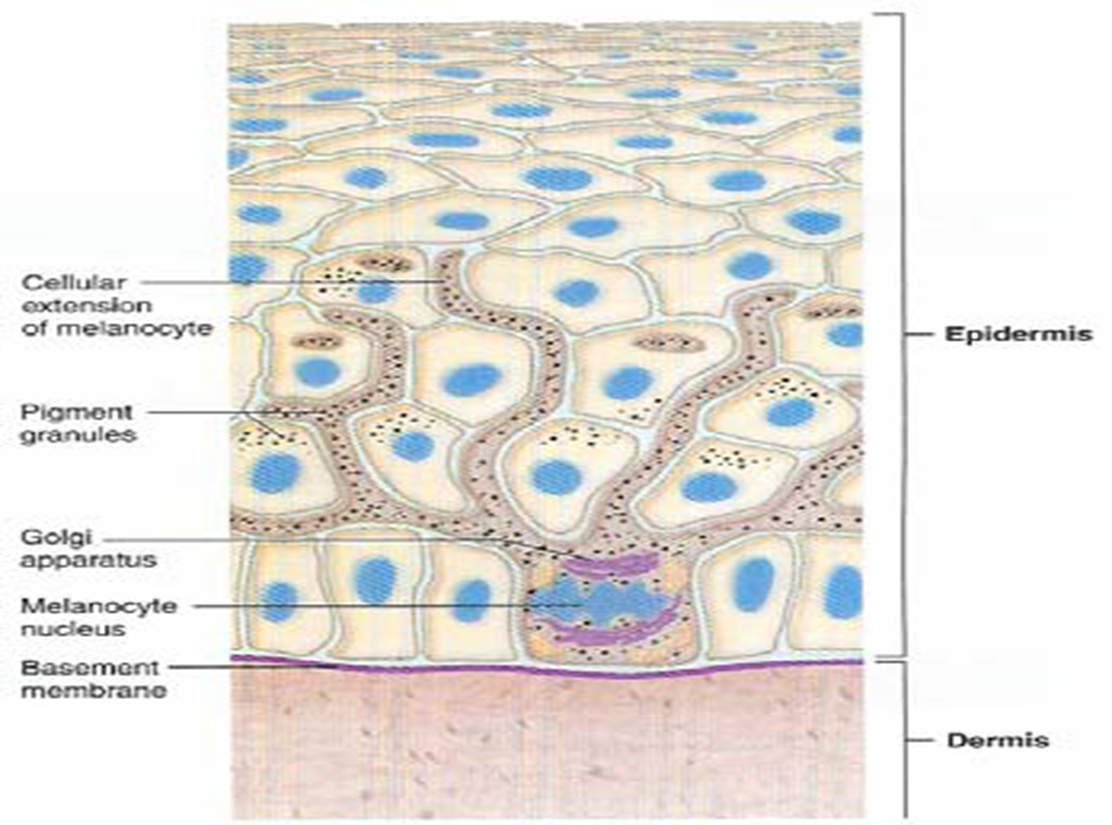 Cellular
extension
of melanocyte
Epidermis
Pigment
granules
Golgi
apparatus
Melanocyte
nucleus
Basement
membrane
Dermis